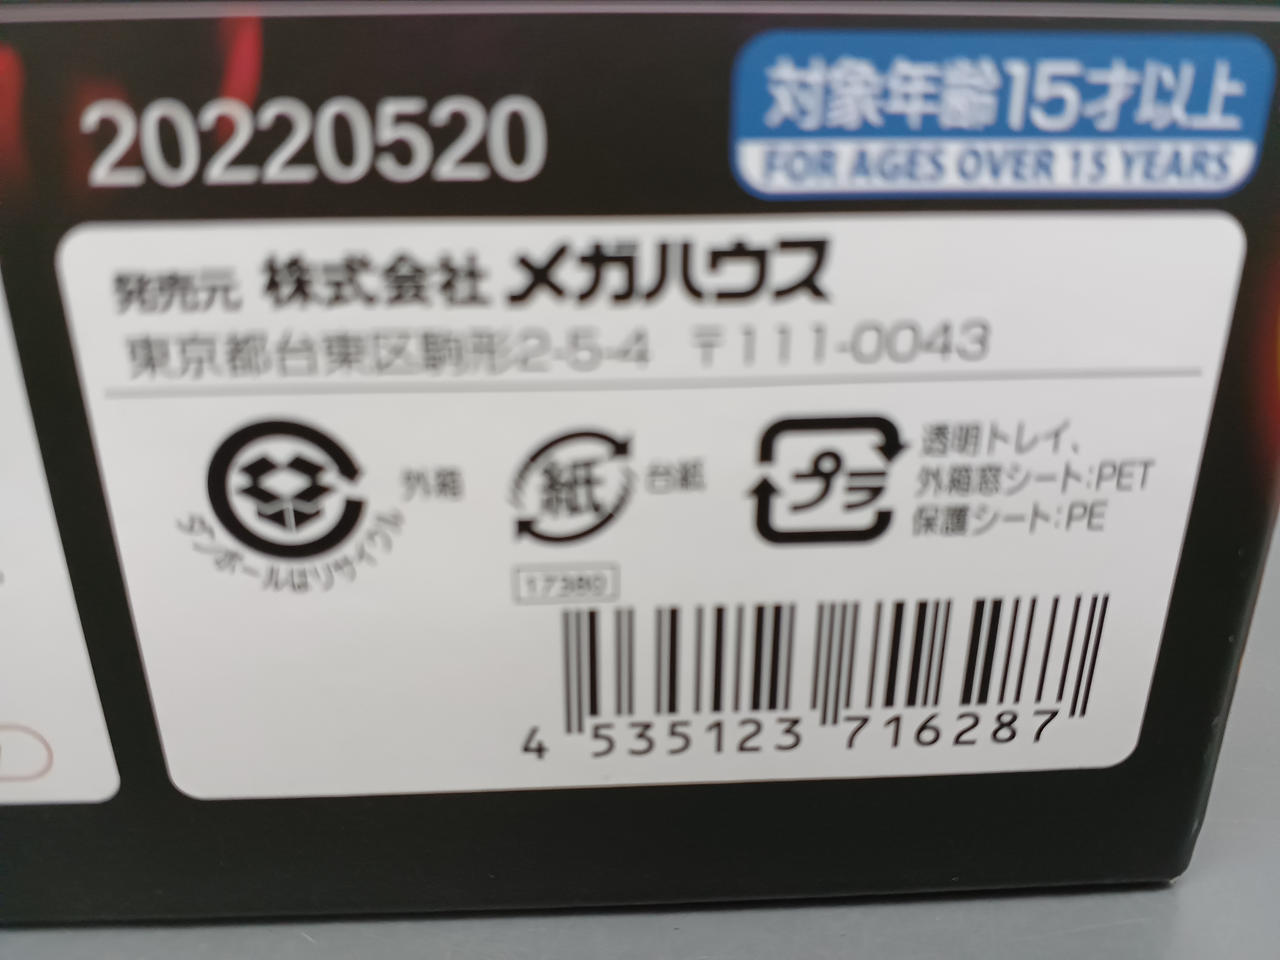 20220520
対象年齢15才以上
FOR AGES OVER 15 YEARS
発売元 株式会社 メガハウス
東京都台東区駒形2-5-4 〒111-0043
ダンボールはリサイクル
外箱
紙
台紙
プラ
透明トレイ、
外箱窓シート:PET
保護シート:PE
17380
4 535123 716287